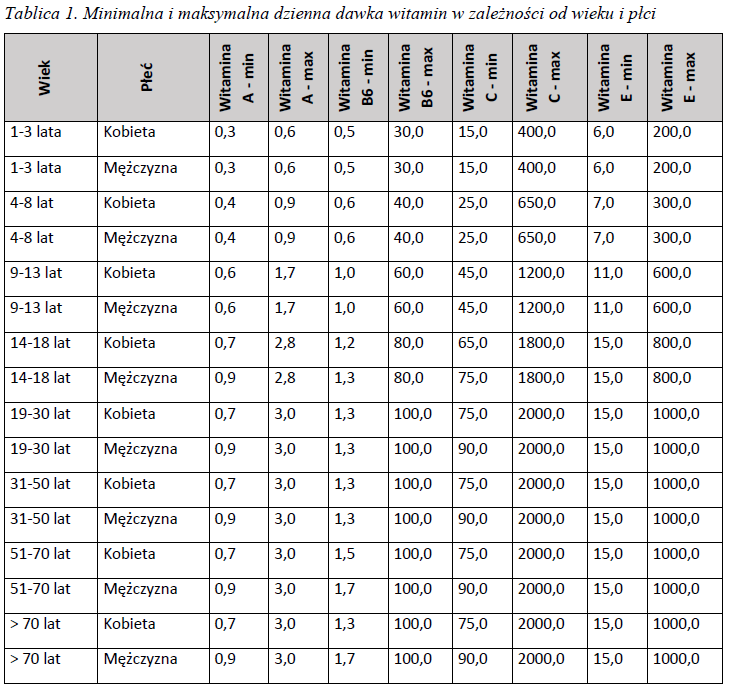 Tablica 1. Minimalna i maksymalna dzienna dawka witamin w zależności od wieku i płci
Wiek Płeć Witamina A - min Witamina A - max Witamina B6 - min Witamina B6 - max Witamina C - min Witamina C - max Witamina E - min Witamina E - max
1-3 lata Kobieta 0,3 0,6 0,5 30,0 15,0 400,0 6,0 200,0
1-3 lata Mężczyzna 0,3 0,6 0,5 30,0 15,0 400,0 6,0 200,0
4-8 lat Kobieta 0,4 0,9 0,6 40,0 25,0 650,0 7,0 300,0
4-8 lat Mężczyzna 0,4 0,9 0,6 40,0 25,0 650,0 7,0 300,0
9-13 lat Kobieta 0,6 1,7 1,0 60,0 45,0 1200,0 11,0 600,0
9-13 lat Mężczyzna 0,6 1,7 1,0 60,0 45,0 1200,0 11,0 600,0
14-18 lat Kobieta 0,7 2,8 1,2 80,0 65,0 1800,0 15,0 800,0
14-18 lat Mężczyzna 0,9 2,8 1,3 80,0 75,0 1800,0 15,0 800,0
19-30 lat Kobieta 0,7 3,0 1,3 100,0 75,0 2000,0 15,0 1000,0
19-30 lat Mężczyzna 0,9 3,0 1,3 100,0 90,0 2000,0 15,0 1000,0
31-50 lat Kobieta 0,7 3,0 1,3 100,0 75,0 2000,0 15,0 1000,0
31-50 lat Mężczyzna 0,9 3,0 1,3 100,0 90,0 2000,0 15,0 1000,0
51-70 lat Kobieta 0,7 3,0 1,5 100,0 75,0 2000,0 15,0 1000,0
51-70 lat Mężczyzna 0,9 3,0 1,7 100,0 90,0 2000,0 15,0 1000,0
> 70 lat Kobieta 0,7 3,0 1,3 100,0 75,0 2000,0 15,0 1000,0
> 70 lat Mężczyzna 0,9 3,0 1,7 100,0 90,0 2000,0 15,0 1000,0